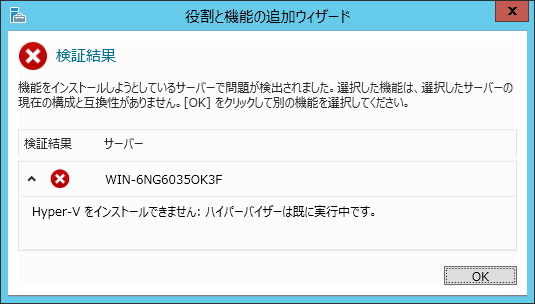 役割と機能の追加ウィザード
x
検証結果
機能をインストールしようとしているサーバーで問題が検出されました。選択した機能は、選択したサーバーの
現在の構成と互換性がありません。[OK] をクリックして別の機能を選択してください。
検証結果 サーバー
WIN-6NG6035OK3F
Hyper-V をインストールできません: ハイパーバイザーは既に実行中です。
OK